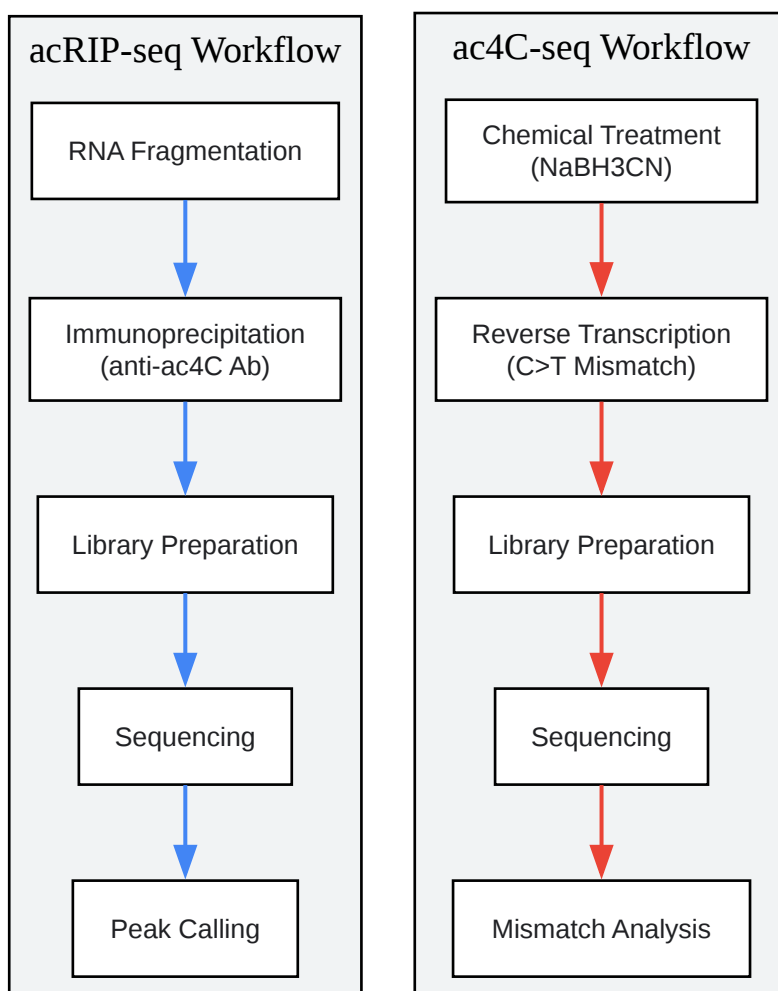 acRIP-seq Workflow
RNA Fragmentation
Immunoprecipitation
(anti-ac4C Ab)
Library Preparation
Sequencing
Peak Calling
ac4C-seq Workflow
Chemical Treatment
(NaBH3CN)
Reverse Transcription
(C>T Mismatch)
Library Preparation
Sequencing
Mismatch Analysis